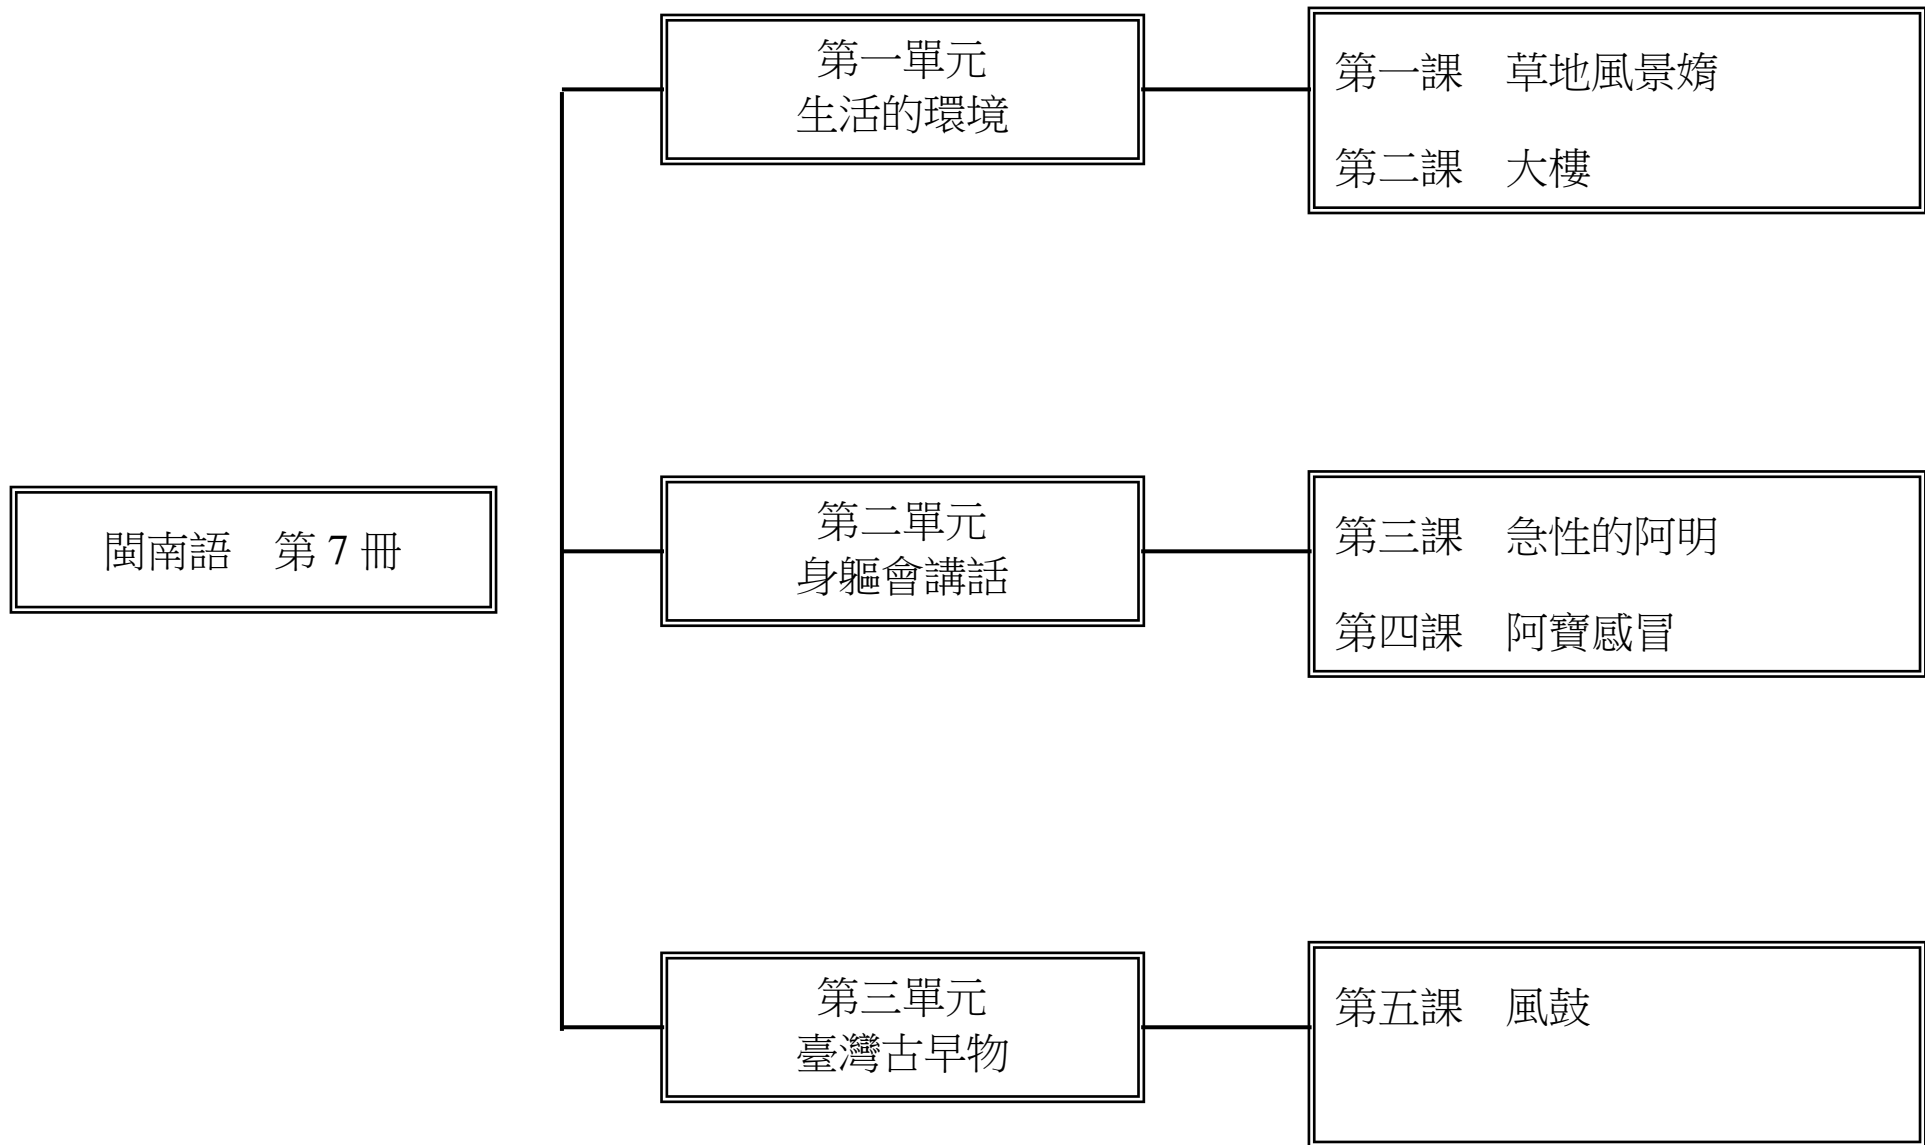 閩南語　第 7 冊
第一單元
生活的環境
第一課　草地風景媠
第二課　大樓
第二單元
身軀會講話
第三課　急性的阿明
第四課　阿寶感冒
第三單元
臺灣古早物
第五課　風鼓